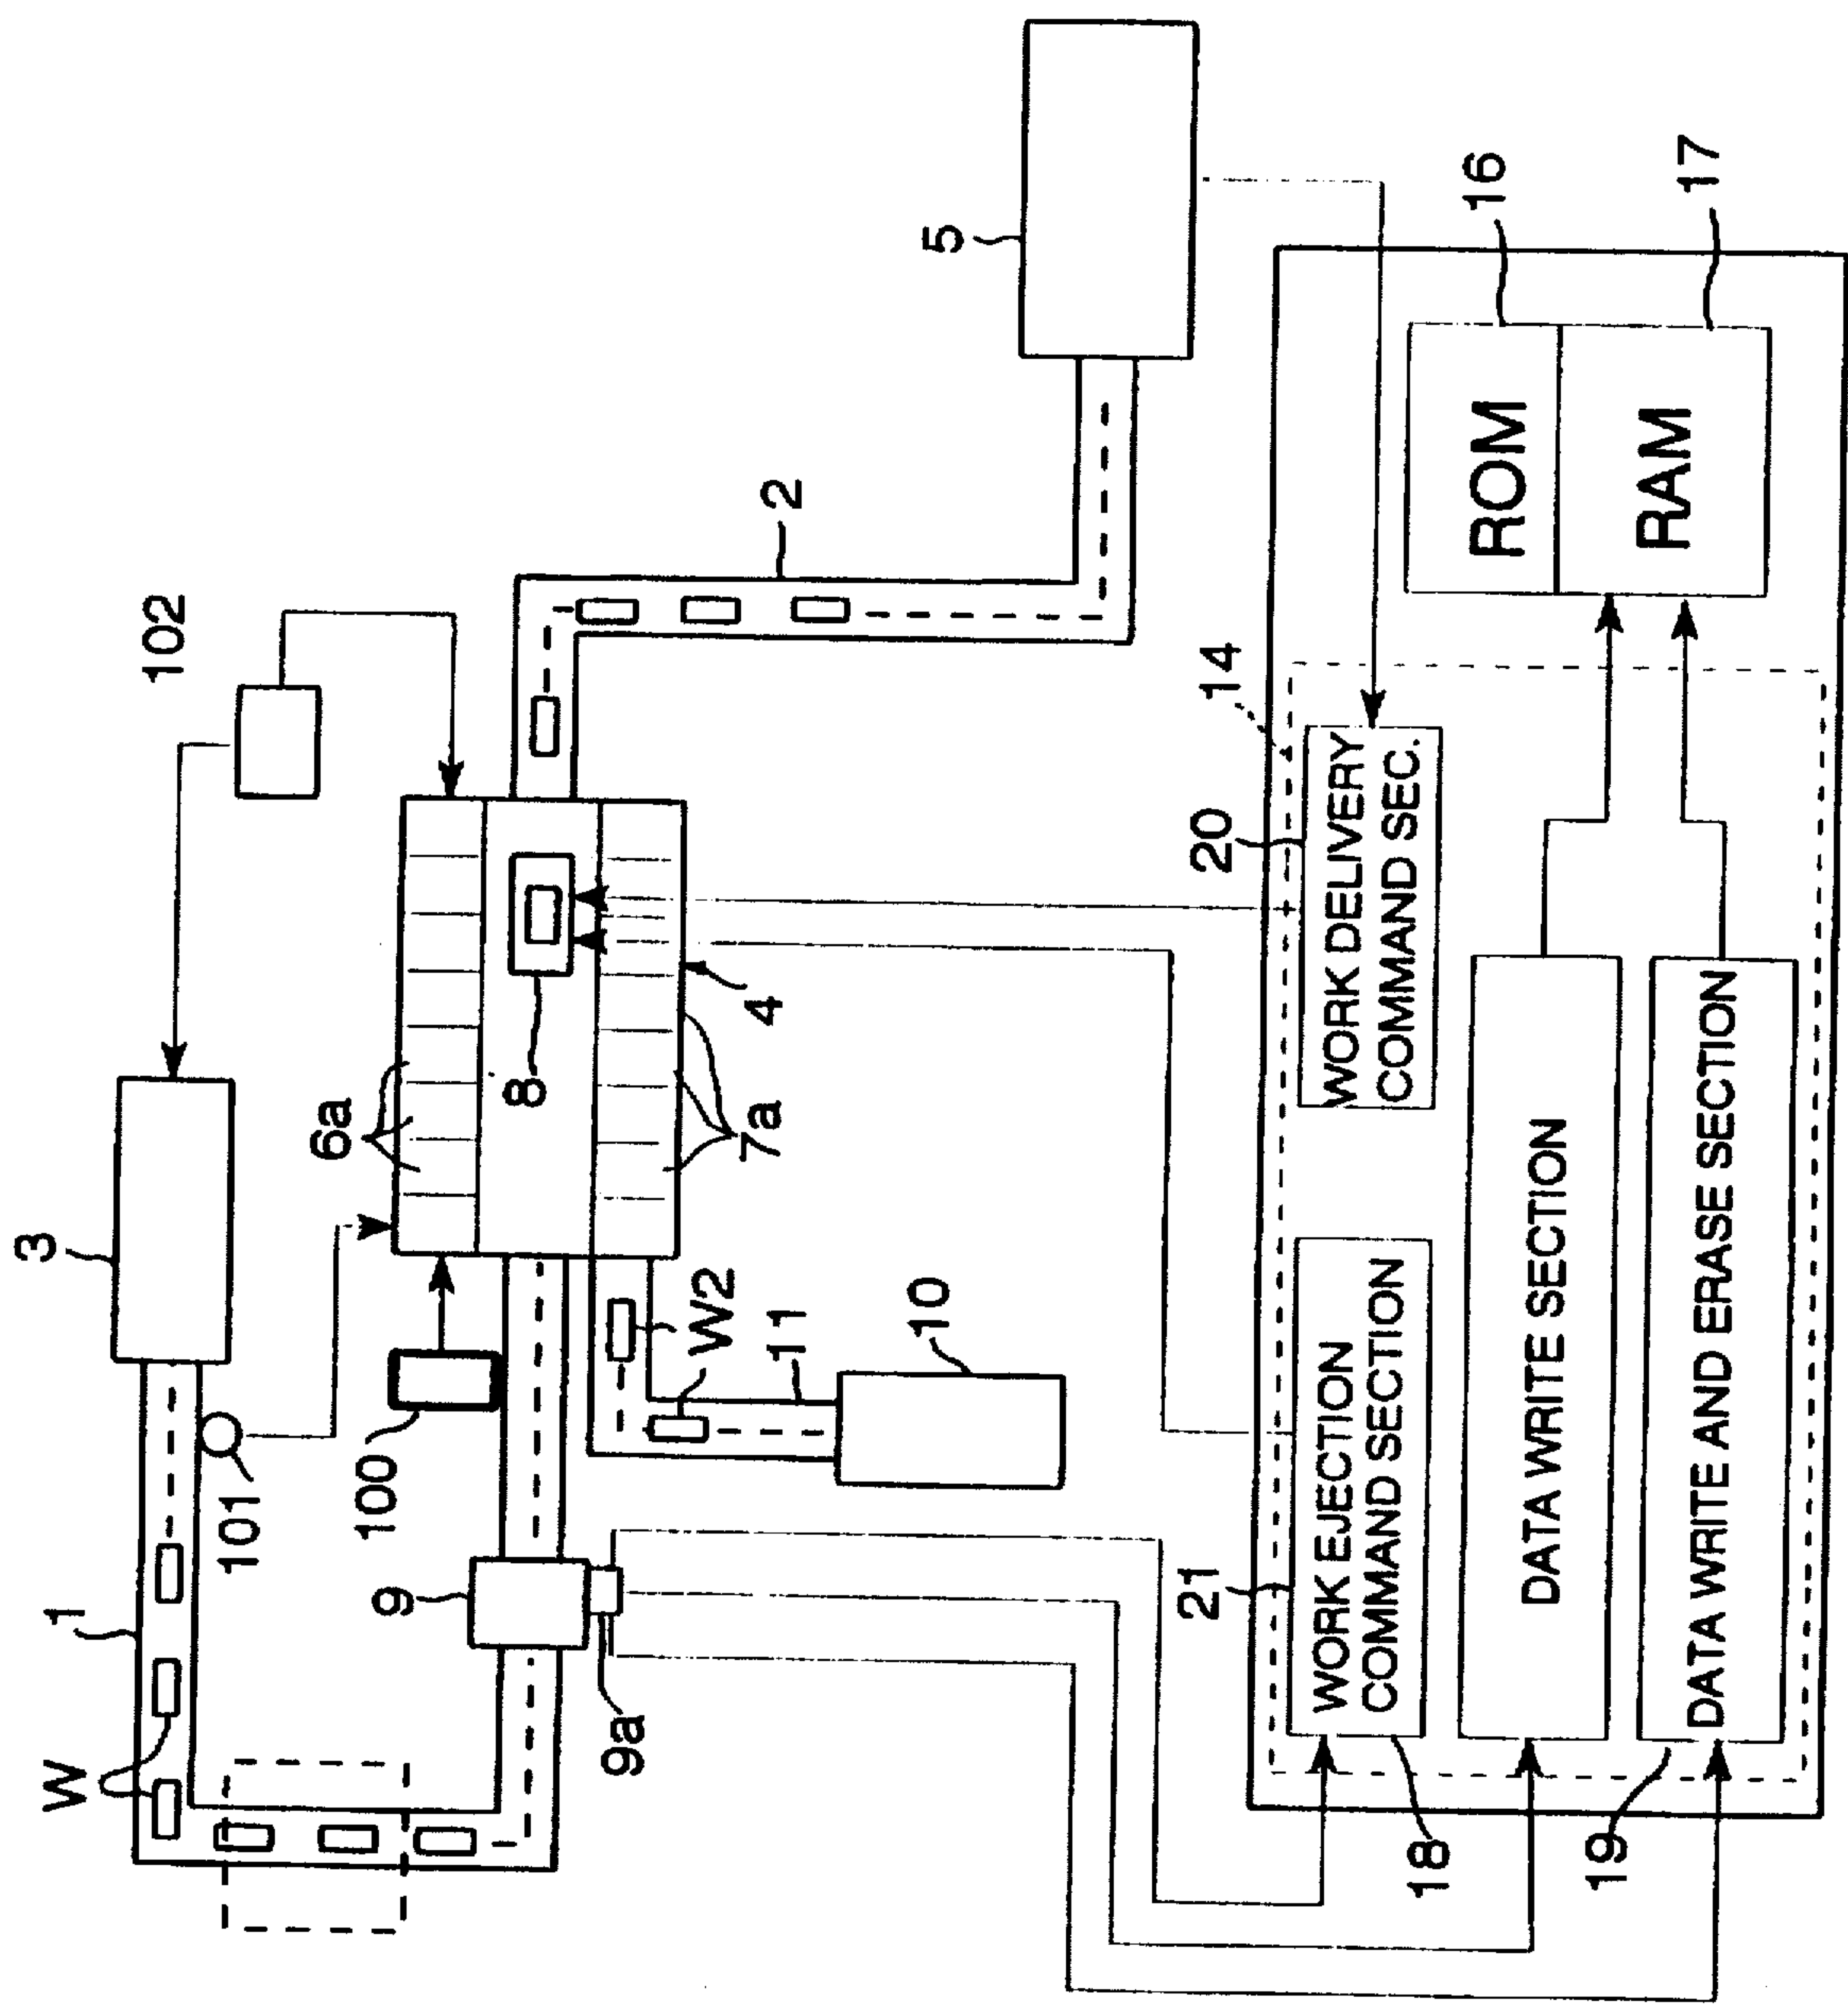 1
3
W
101
102
6a
100
8
9
9a
W2
11
10
4
7a
2
5
14
20
WORK DELIVERY
COMMAND SEC.
21
WORK EJECTION
COMMAND SECTION
18
DATA WRITE SECTION
19
DATA WRITE AND ERASE SECTION
ROM
16
RAM
17